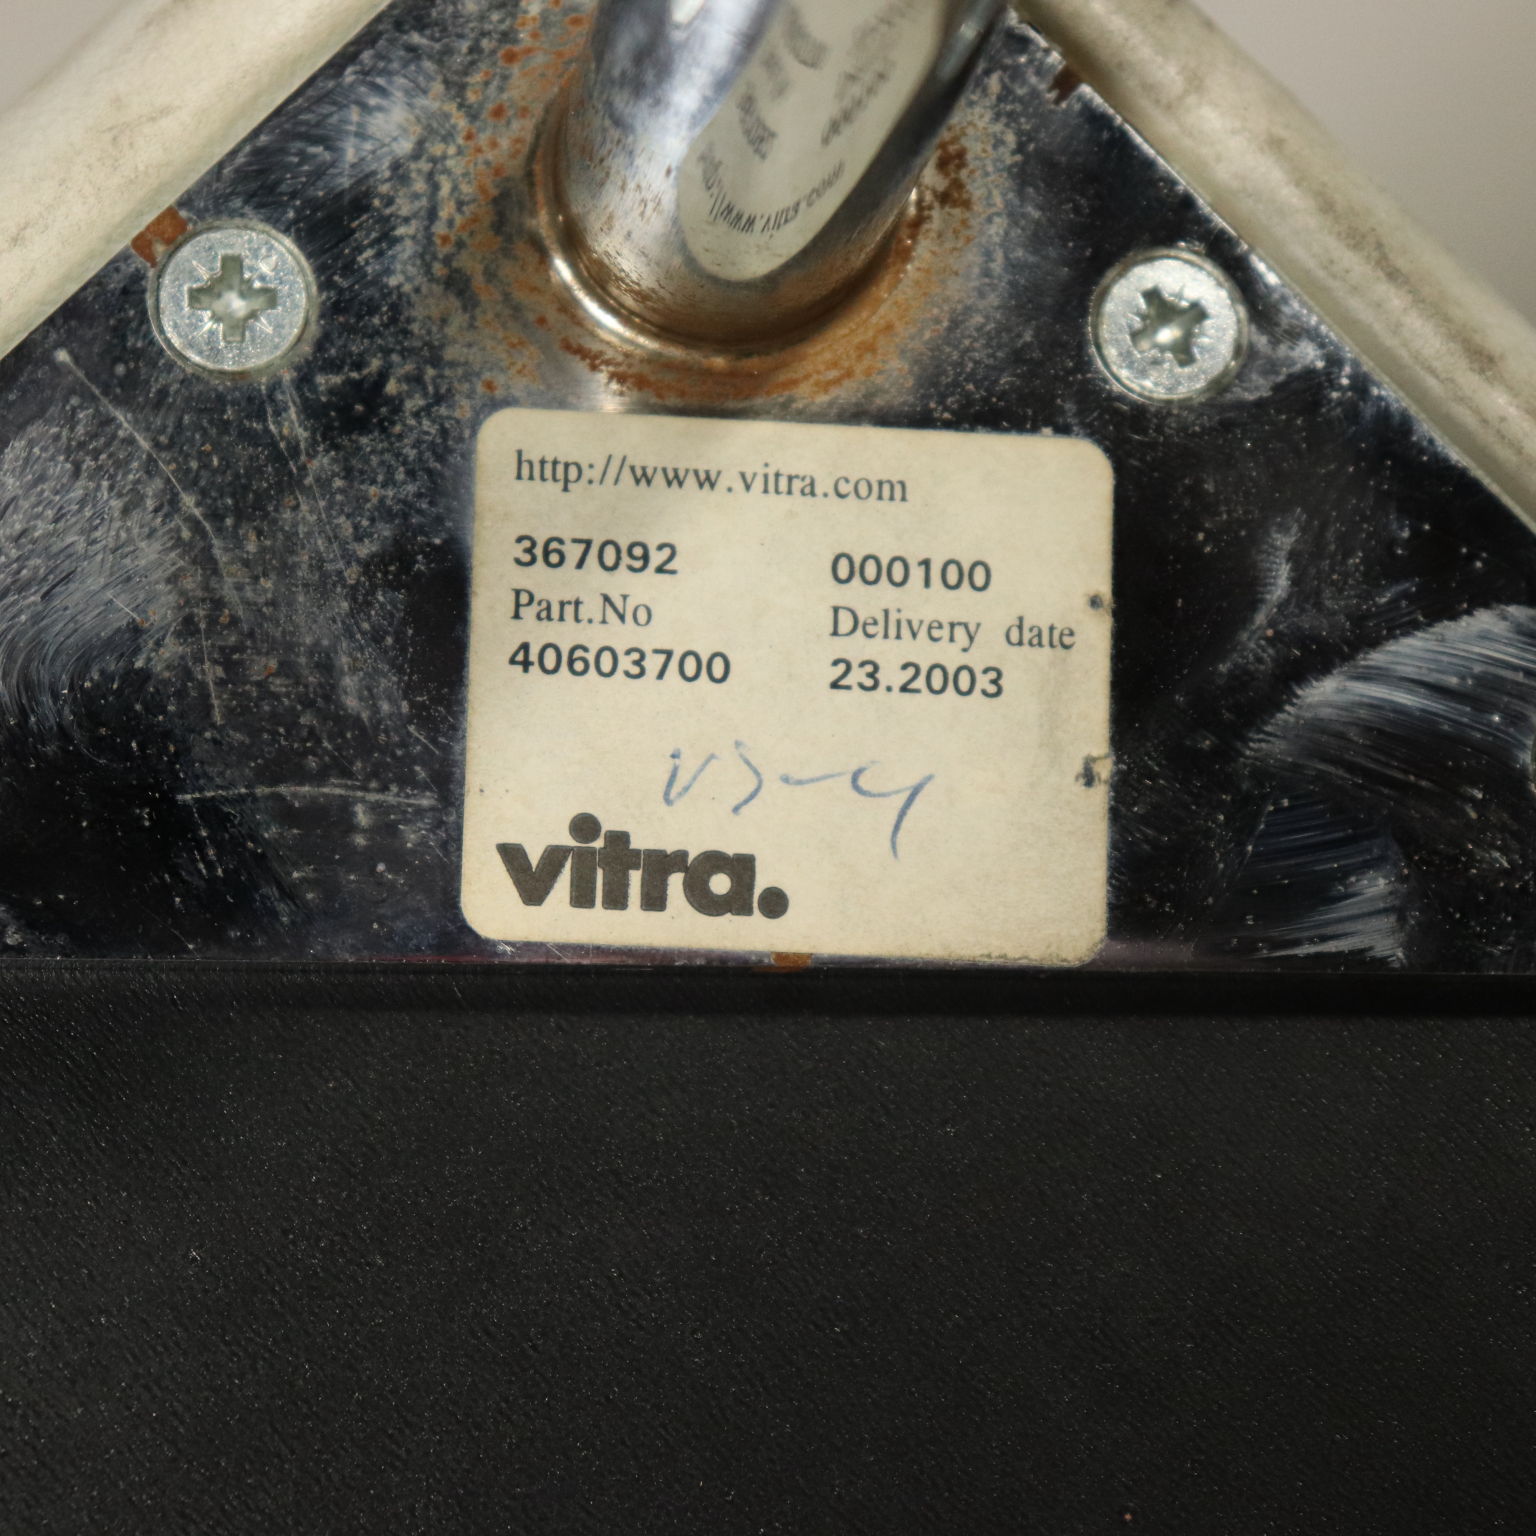 http://www.vitra.com
367092 000100
Part.No Delivery date
40603700 23.2003
vitra.